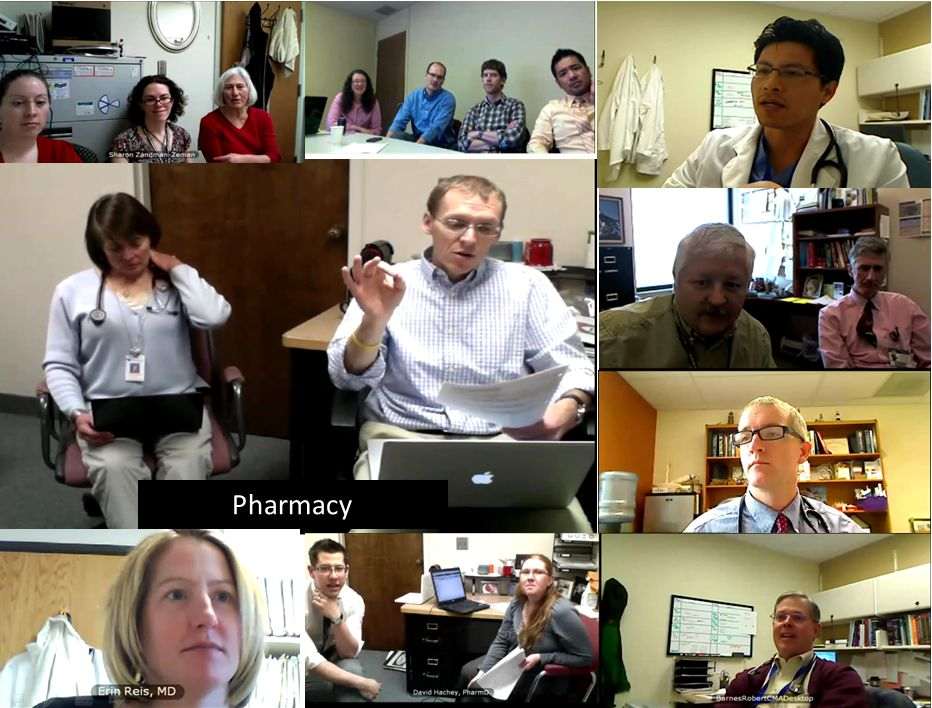 Sharon Zandman-Zeman
Pharmacy
Erin Reis, MD
David Hachey, PharmD
BarnesRobertCMADesktop